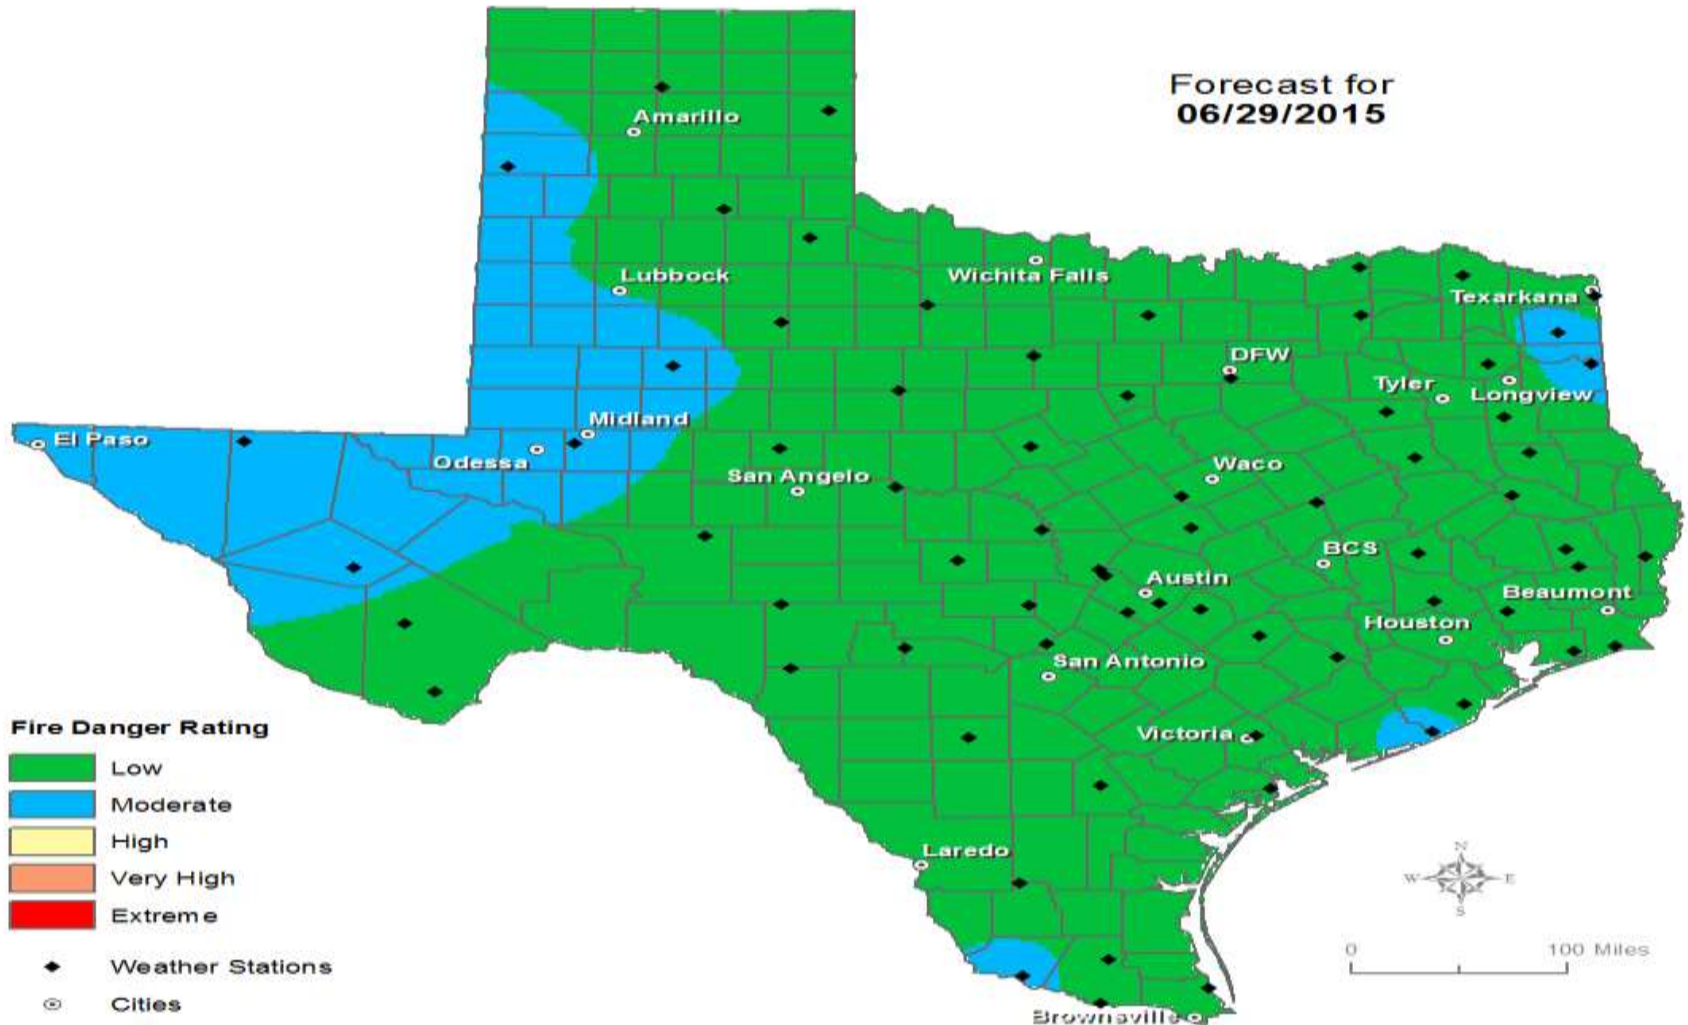 Forecast for
06/29/2015
Amarillo
Lubbock
Wichita Falls
Texarkana
DFW
Tyler
Longview
Midland
El Paso
Odessa
San Angelo
Waco
BCS
Austin
Beaumont
Houston
San Antonio
Victoria
Laredo
Brownsville
Fire Danger Rating
Low
Moderate
High
Very High
Extreme
Weather Stations
Cities
N
W E
S
0 100 Miles